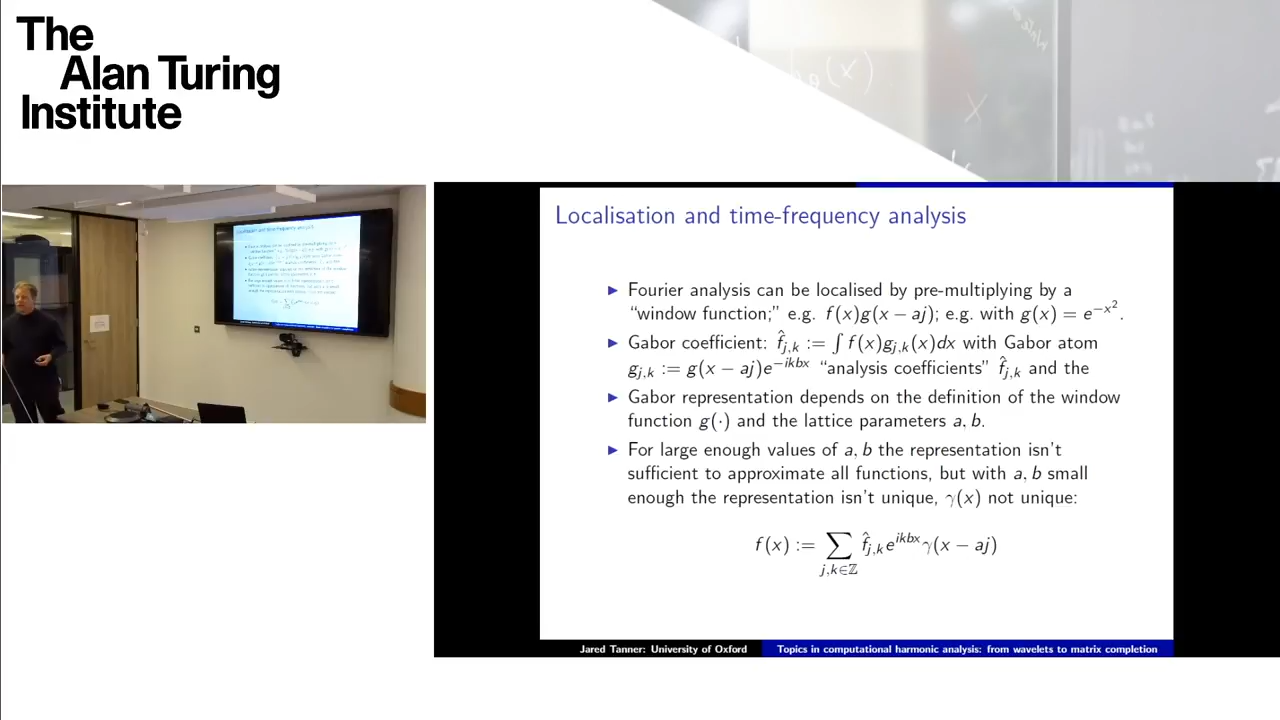 The
Alan Turing
Institute
Localisation and time-frequency analysis
▶ Fourier analysis can be localised by pre-multiplying by a
“window function;” e.g. f(x)g(x − aj); e.g. with g(x) = e^{−x²}.
▶ Gabor coefficient: f̂_{j,k} := ∫ f(x)g_{j,k}(x)dx with Gabor atom
g_{j,k} := g(x − aj)e^{−ikbx} “analysis coefficients” f̂_{j,k} and the
▶ Gabor representation depends on the definition of the window
function g(·) and the lattice parameters a, b.
▶ For large enough values of a, b the representation isn’t
sufficient to approximate all functions, but with a, b small
enough the representation isn’t unique, γ(x) not unique:
f(x) := ∑_{j,k∈ℤ} f̂_{j,k}e^{ikbx}γ(x − aj)
Jared Tanner: University of Oxford
Topics in computational harmonic analysis: from wavelets to matrix completion